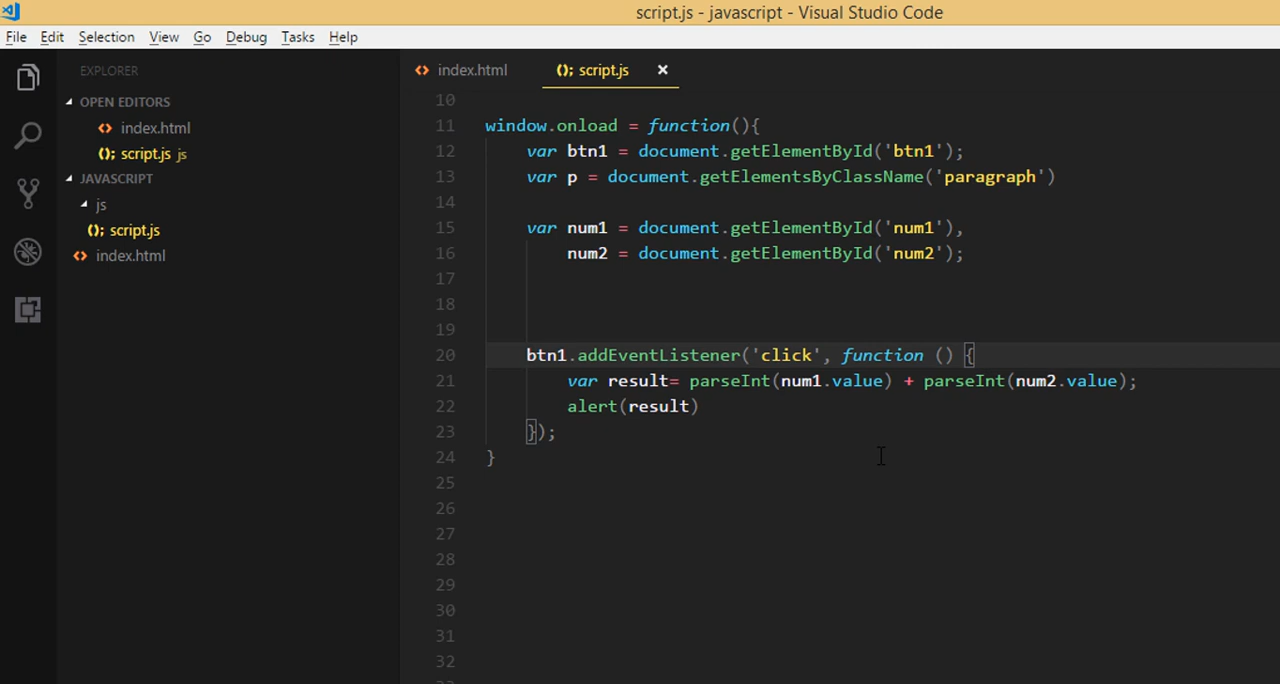 script.js - javascript - Visual Studio Code
File Edit Selection View Go Debug Tasks Help
EXPLORER
OPEN EDITORS
index.html
script.js js
JAVASCRIPT
js
script.js
index.html
index.html script.js
10
11 window.onload = function(){
12 var btn1 = document.getElementById('btn1');
13 var p = document.getElementsByClassName('paragraph')
14
15 var num1 = document.getElementById('num1'),
16 num2 = document.getElementById('num2');
17
18
19
20 btn1.addEventListener('click', function () {
21 var result= parseInt(num1.value) + parseInt(num2.value);
22 alert(result)
23 });
24 }
25
26
27
28
29
30
31
32